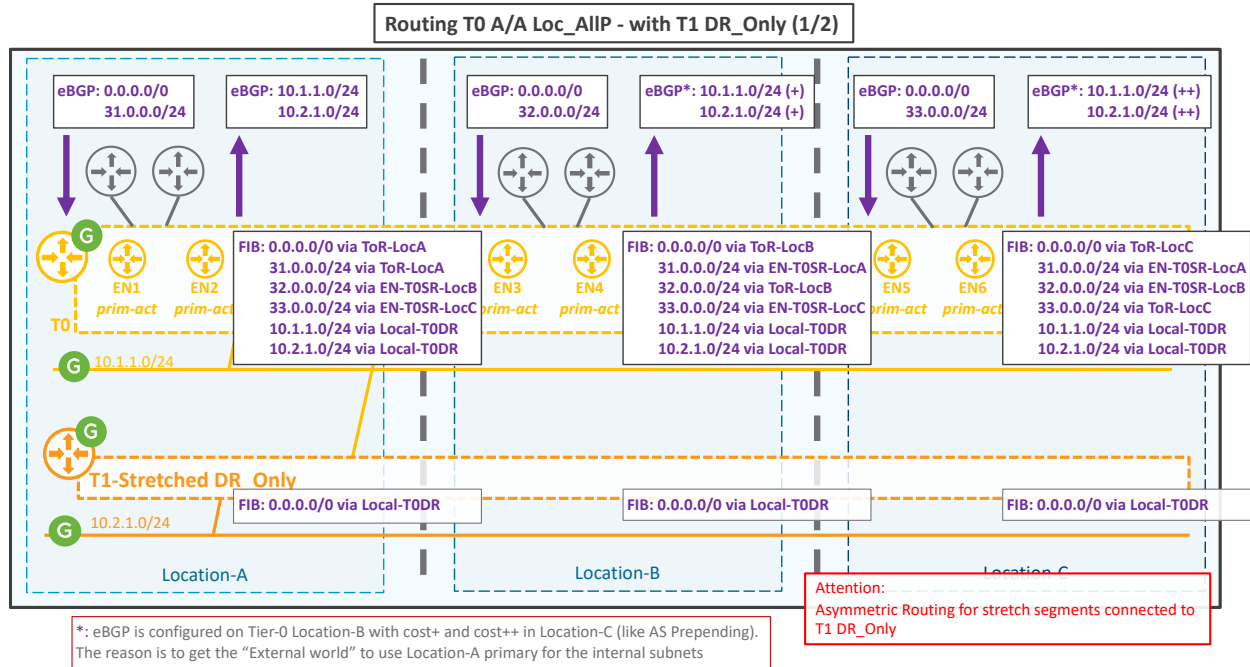 Routing T0 A/A Loc_AllP - with T1 DR_Only (1/2)
eBGP: 0.0.0.0/0
31.0.0.0/24
eBGP: 10.1.1.0/24
10.2.1.0/24
eBGP: 0.0.0.0/0
32.0.0.0/24
eBGP*: 10.1.1.0/24 (+)
10.2.1.0/24 (+)
eBGP: 0.0.0.0/0
33.0.0.0/24
eBGP*: 10.1.1.0/24 (++)
10.2.1.0/24 (++)
G
EN1
prim-act
EN2
prim-act
T0
FIB: 0.0.0.0/0 via ToR-LocA
31.0.0.0/24 via ToR-LocA
32.0.0.0/24 via EN-T0SR-LocB
33.0.0.0/24 via EN-T0SR-LocC
10.1.1.0/24 via Local-T0DR
10.2.1.0/24 via Local-T0DR
EN3
prim-act
EN4
prim-act
FIB: 0.0.0.0/0 via ToR-LocB
31.0.0.0/24 via EN-T0SR-LocA
32.0.0.0/24 via ToR-LocB
33.0.0.0/24 via EN-T0SR-LocC
10.1.1.0/24 via Local-T0DR
10.2.1.0/24 via Local-T0DR
EN5
prim-act
EN6
prim-act
FIB: 0.0.0.0/0 via ToR-LocC
31.0.0.0/24 via EN-T0SR-LocA
32.0.0.0/24 via EN-T0SR-LocB
33.0.0.0/24 via ToR-LocC
10.1.1.0/24 via Local-T0DR
10.2.1.0/24 via Local-T0DR
G
10.1.1.0/24
G
T1-Stretched DR_Only
FIB: 0.0.0.0/0 via Local-T0DR
FIB: 0.0.0.0/0 via Local-T0DR
FIB: 0.0.0.0/0 via Local-T0DR
G
10.2.1.0/24
Location-A
Location-B
Location-C
Attention:
Asymmetric Routing for stretch segments connected to
T1 DR_Only
*: eBGP is configured on Tier-0 Location-B with cost+ and cost++ in Location-C (like AS Prepending).
The reason is to get the “External world” to use Location-A primary for the internal subnets